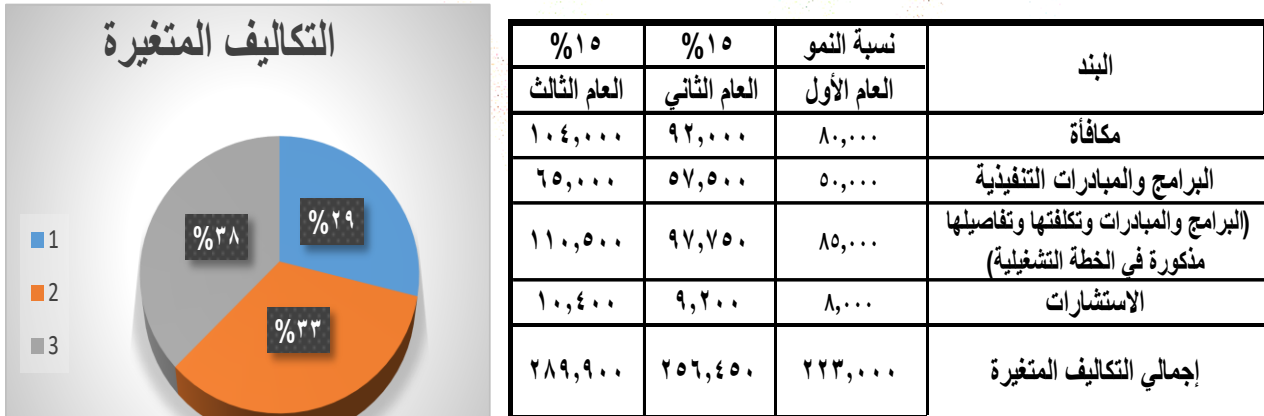 التكاليف المتغيرة
%٢٩
%٣٨
%٣٣
1
2
3
البند نسبة النمو %١٥ %١٥
العام الأول العام الثاني العام الثالث
مكافأة ٨٠,٠٠٠ ٩٢,٠٠٠ ١٠٤,٠٠٠
البرامج والمبادرات التنفيذية ٥٠,٠٠٠ ٥٧,٥٠٠ ٦٥,٠٠٠
(البرامج والمبادرات وتكلفتها وتفاصيلها
مذكورة في الخطة التشغيلية) ٨٥,٠٠٠ ٩٧,٧٥٠ ١١٠,٥٠٠
الاستشارات ٨,٠٠٠ ٩,٢٠٠ ١٠,٤٠٠
إجمالي التكاليف المتغيرة ٢٢٣,٠٠٠ ٢٥٦,٤٥٠ ٢٨٩,٩٠٠